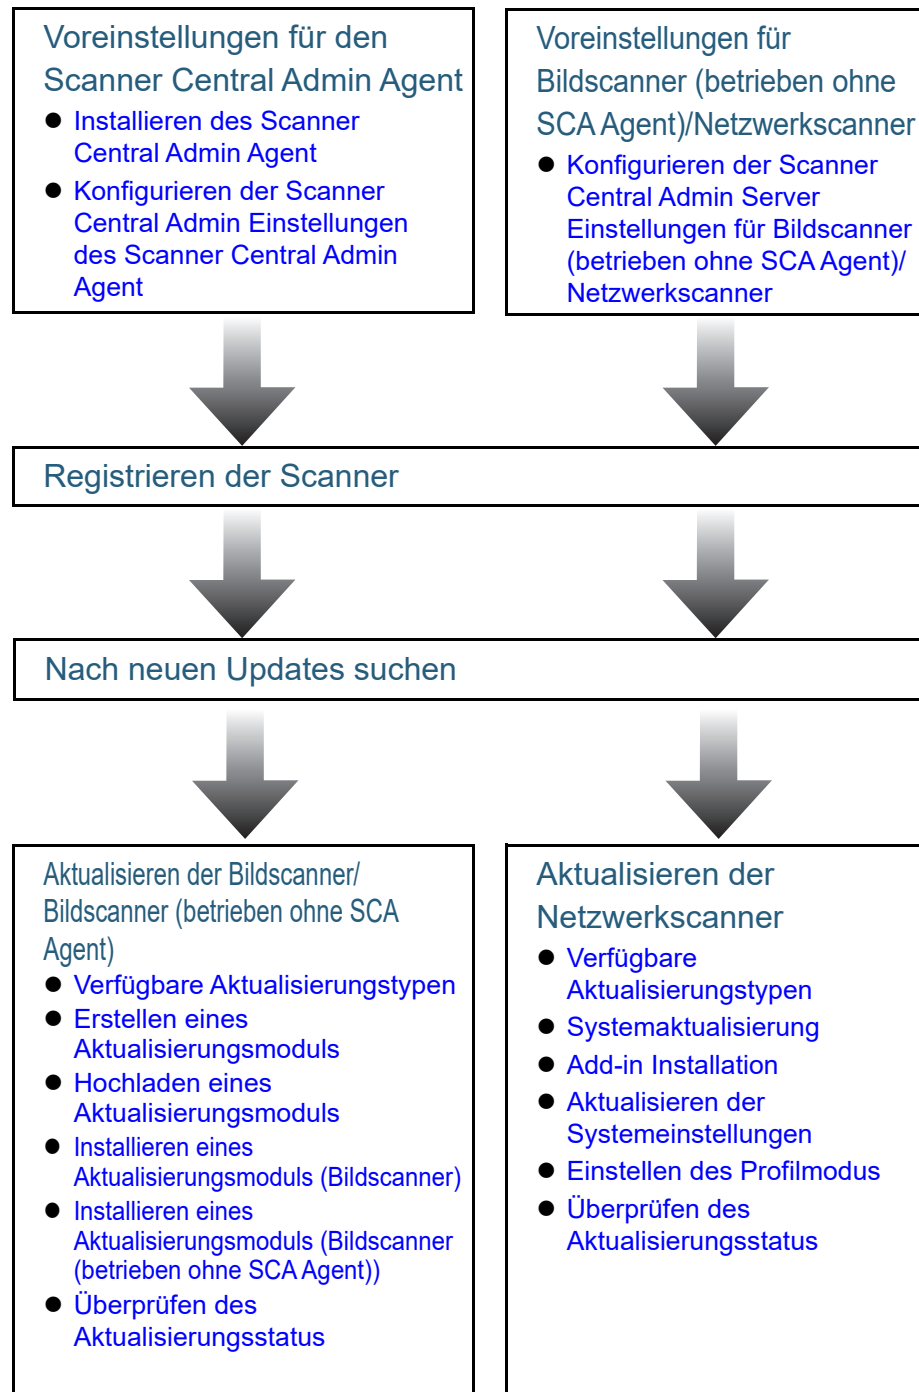 Voreinstellungen für den
Scanner Central Admin Agent
● Installieren des Scanner
Central Admin Agent
● Konfigurieren der Scanner
Central Admin Einstellungen
des Scanner Central Admin
Agent
Voreinstellungen für
Bildscanner (betrieben ohne
SCA Agent)/Netzwerkscanner
● Konfigurieren der Scanner
Central Admin Server
Einstellungen für Bildscanner
(betrieben ohne SCA Agent)/
Netzwerkscanner
Registrieren der Scanner
Nach neuen Updates suchen
Aktualisieren der Bildscanner/
Bildscanner (betrieben ohne SCA
Agent)
● Verfügbare Aktualisierungstypen
● Erstellen eines
Aktualisierungsmoduls
● Hochladen eines
Aktualisierungsmoduls
● Installieren eines
Aktualisierungsmoduls (Bildscanner)
● Installieren eines
Aktualisierungsmoduls (Bildscanner
(betrieben ohne SCA Agent))
● Überprüfen des
Aktualisierungsstatus
Aktualisieren der
Netzwerkscanner
● Verfügbare
Aktualisierungstypen
● Systemaktualisierung
● Add-in Installation
● Aktualisieren der
Systemeinstellungen
● Einstellen des Profilmodus
● Überprüfen des
Aktualisierungsstatus